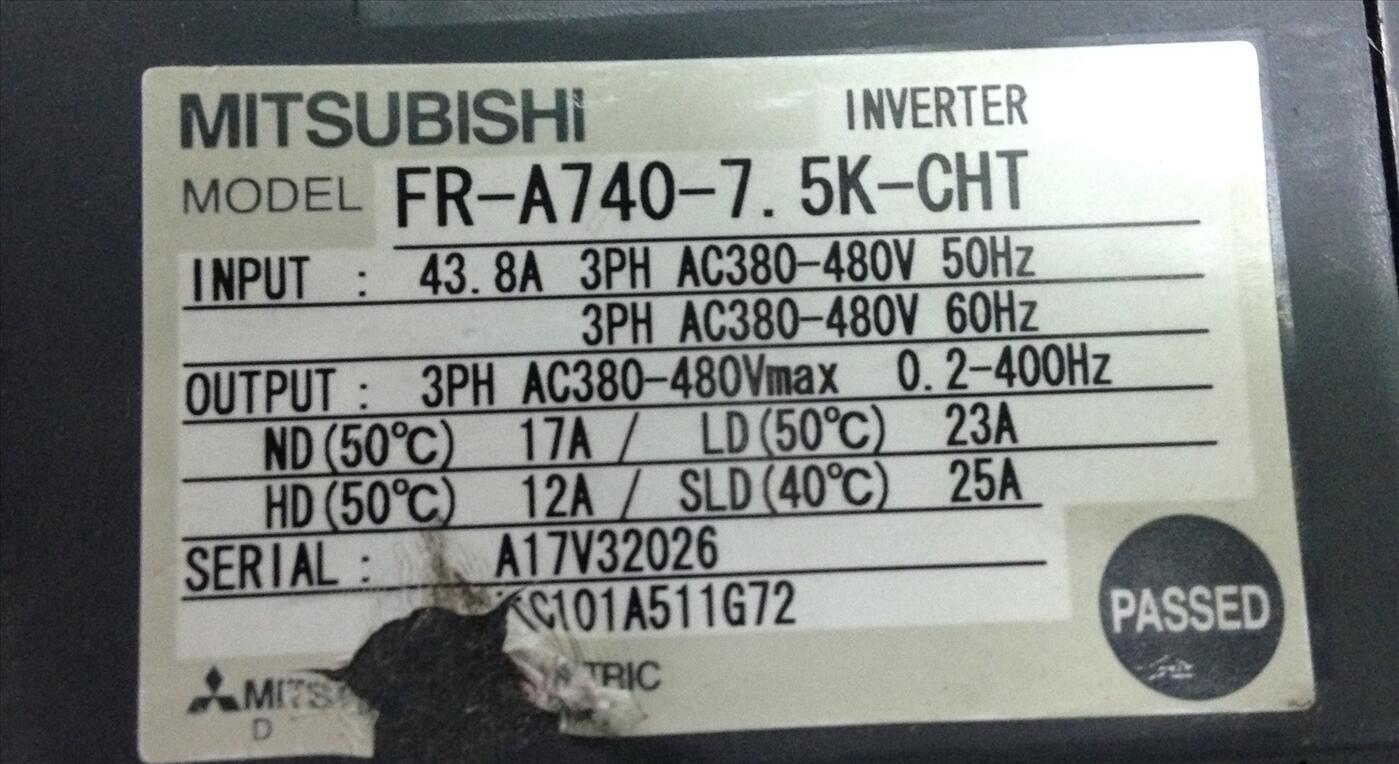 MITSUBISHI INVERTER
MODEL FR-A740-7.5K-CHT
INPUT : 43.8A 3PH AC380-480V 50Hz
3PH AC380-480V 60Hz
OUTPUT : 3PH AC380-480Vmax 0.2-400Hz
ND(50℃) 17A / LD(50℃) 23A
HD(50℃) 12A / SLD(40℃) 25A
SERIAL : A17V32026
C101A511G72
PASSED
D